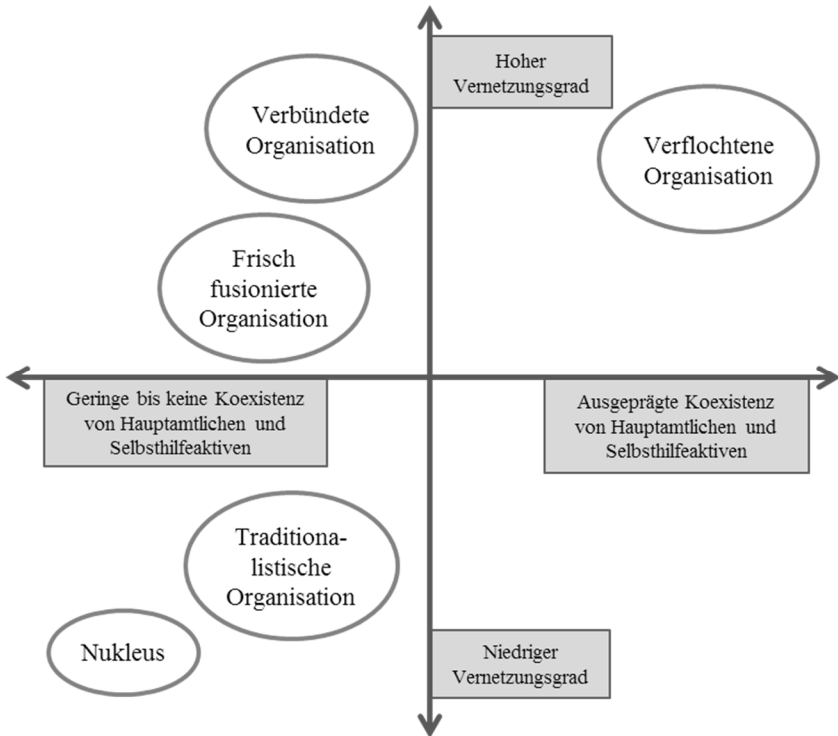 Hoher
Vernetzungsgrad
Verbündete
Organisation
Verflochtene
Organisation
Frisch
fusionierte
Organisation
Geringe bis keine Koexistenz
von Hauptamtlichen und
Selbsthilfeaktiven
Ausgeprägte Koexistenz
von Hauptamtlichen und
Selbsthilfeaktiven
Traditiona-
listische
Organisation
Nukleus
Niedriger
Vernetzungsgrad